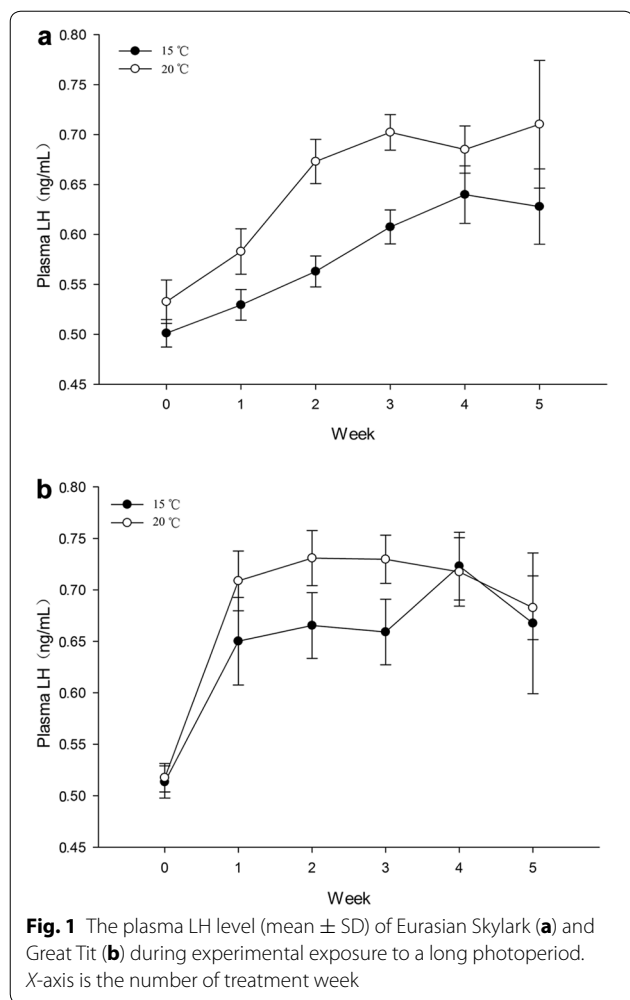 a
0.80
0.75
0.70
0.65
0.60
0.55
0.50
0.45
Plasma LH (ng/mL)
15 ℃
20 ℃
0 1 2 3 4 5
Week
b
0.80
0.75
0.70
0.65
0.60
0.55
0.50
0.45
Plasma LH (ng/mL)
15 ℃
20 ℃
0 1 2 3 4 5
Week
Fig. 1 The plasma LH level (mean ± SD) of Eurasian Skylark (a) and
Great Tit (b) during experimental exposure to a long photoperiod.
X-axis is the number of treatment week